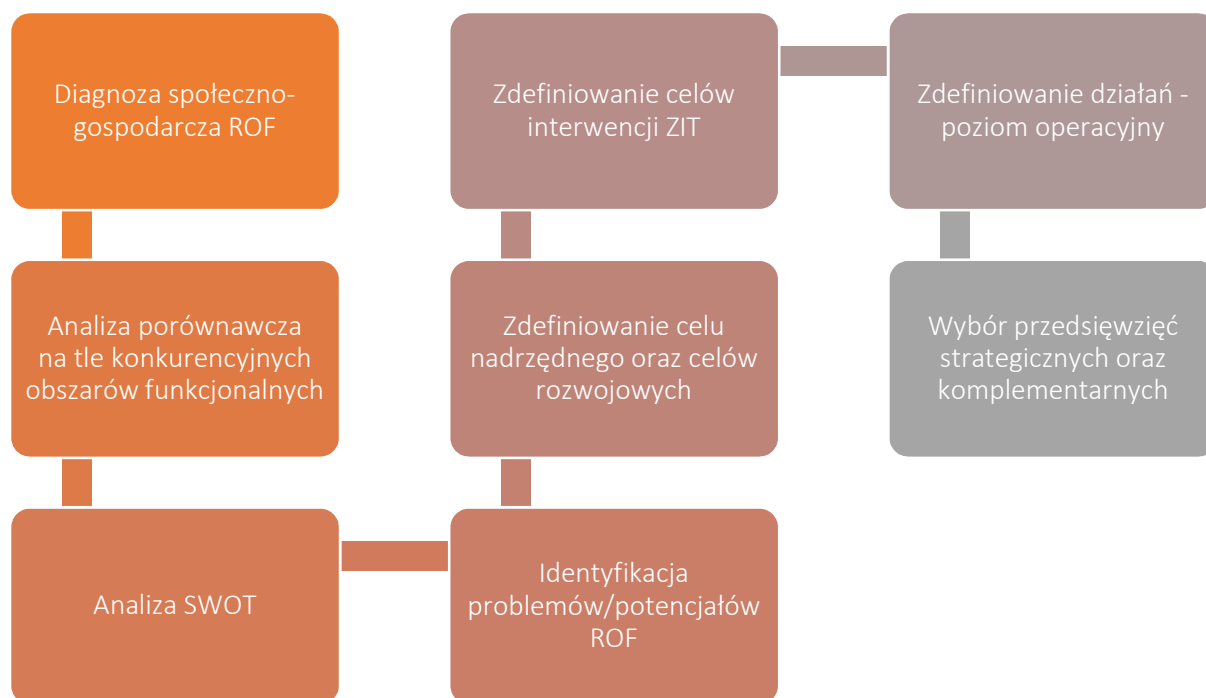 Diagnoza społeczno-
gospodarcza ROF
Analiza porównawcza
na tle konkurencyjnych
obszarów funkcjonalnych
Analiza SWOT
Identyfikacja
problemów/potencjałów
ROF
Zdefiniowanie celu
nadrzędnego oraz celów
rozwojowych
Zdefiniowanie celów
interwencji ZIT
Zdefiniowanie działań -
poziom operacyjny
Wybór przedsięwzięć
strategicznych oraz
komplementarnych